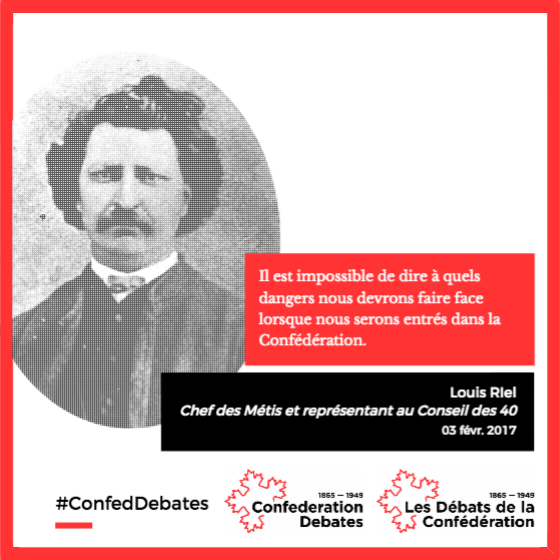 Il est impossible de dire à quels
dangers nous devrons faire face
lorsque nous serons entrés dans la
Confédération.
Louis RIel
Chef des Métis et représentant au Conseil des 40
03 févr. 2017
#ConfedDebates
1865 — 1949
Confederation
Debates
1865 — 1949
Les Débats de la
Confédération